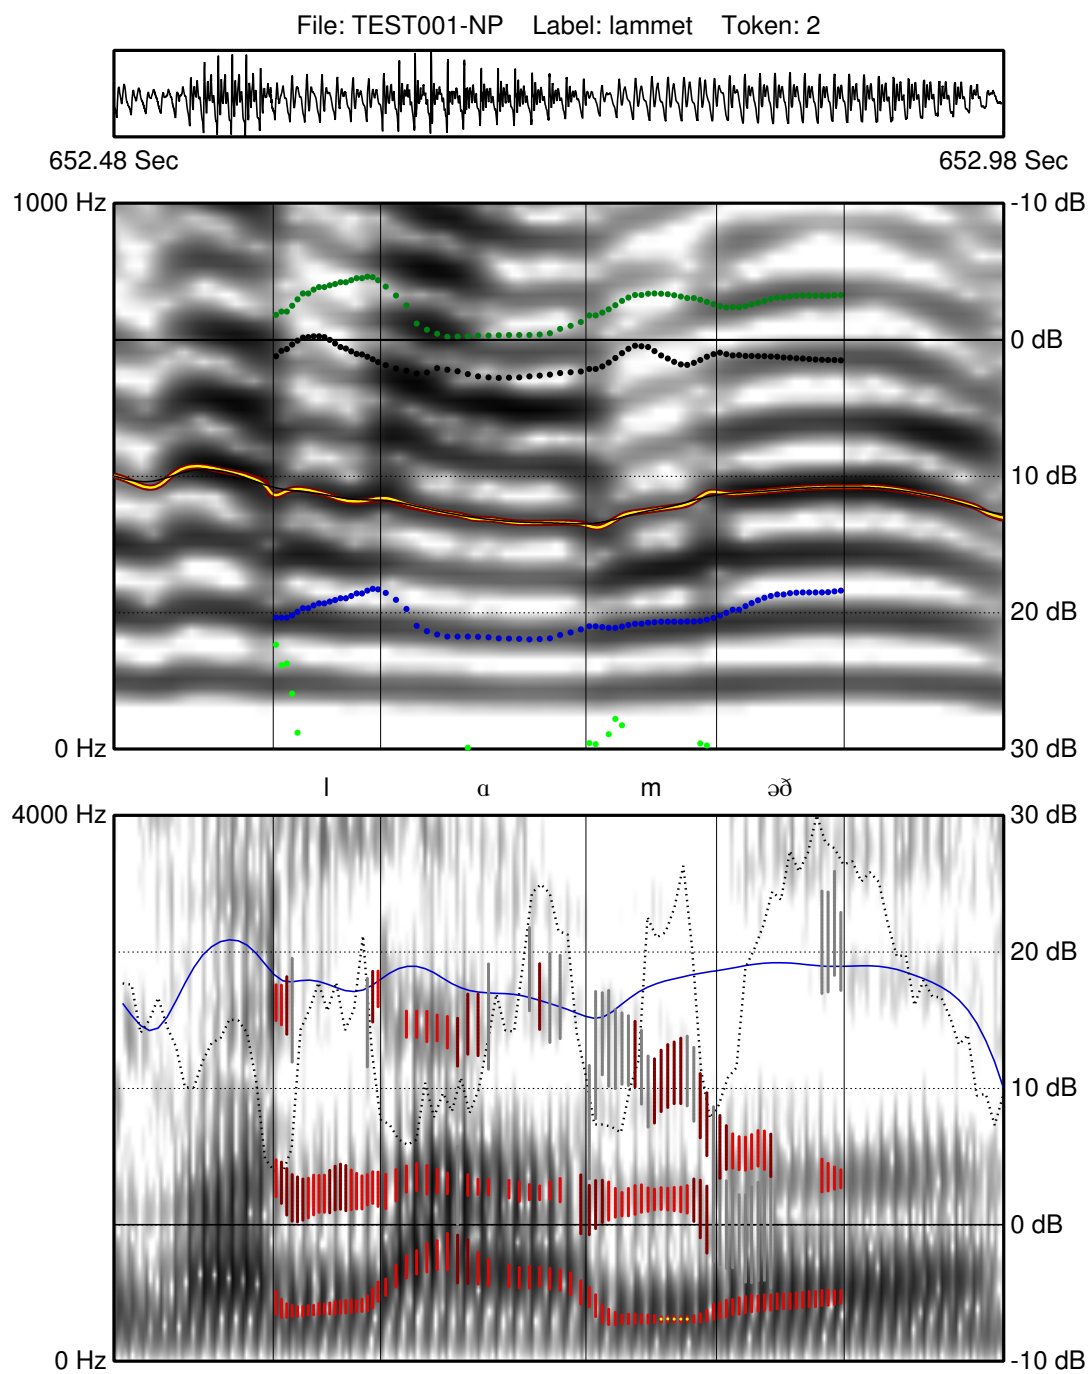 File: TEST001-NP    Label: lammet    Token: 2
652.48 Sec 652.98 Sec
1000 Hz -10 dB
0 dB
10 dB
20 dB
0 Hz 30 dB
l ɑ m əð
4000 Hz 30 dB
20 dB
10 dB
0 dB
0 Hz -10 dB